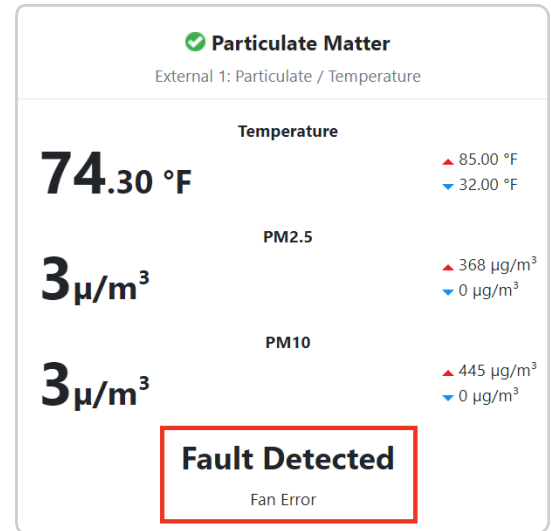 Particulate Matter
External 1: Particulate / Temperature
Temperature
74.30 °F
85.00 °F
32.00 °F
PM2.5
3μ/m³
368 μg/m³
0 μg/m³
PM10
3μ/m³
445 μg/m³
0 μg/m³
Fault Detected
Fan Error